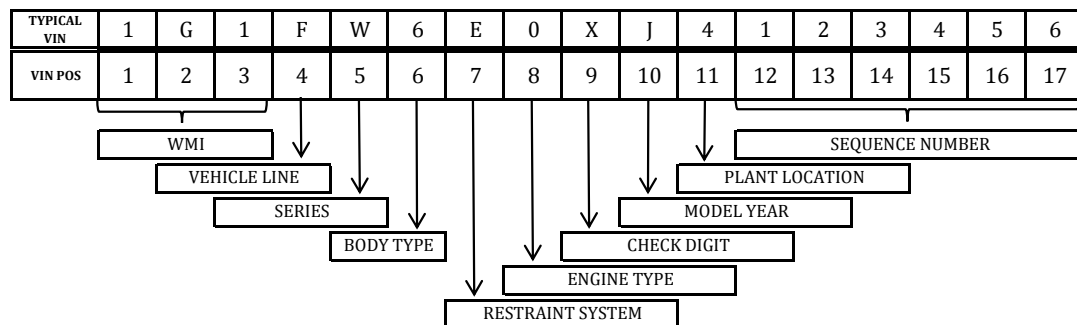 TYPICAL VIN 1 G 1 F W 6 E 0 X J 4 1 2 3 4 5 6
VIN POS 1 2 3 4 5 6 7 8 9 10 11 12 13 14 15 16 17
WMI SEQUENCE NUMBER
VEHICLE LINE PLANT LOCATION
SERIES MODEL YEAR
BODY TYPE CHECK DIGIT
ENGINE TYPE
RESTRAINT SYSTEM